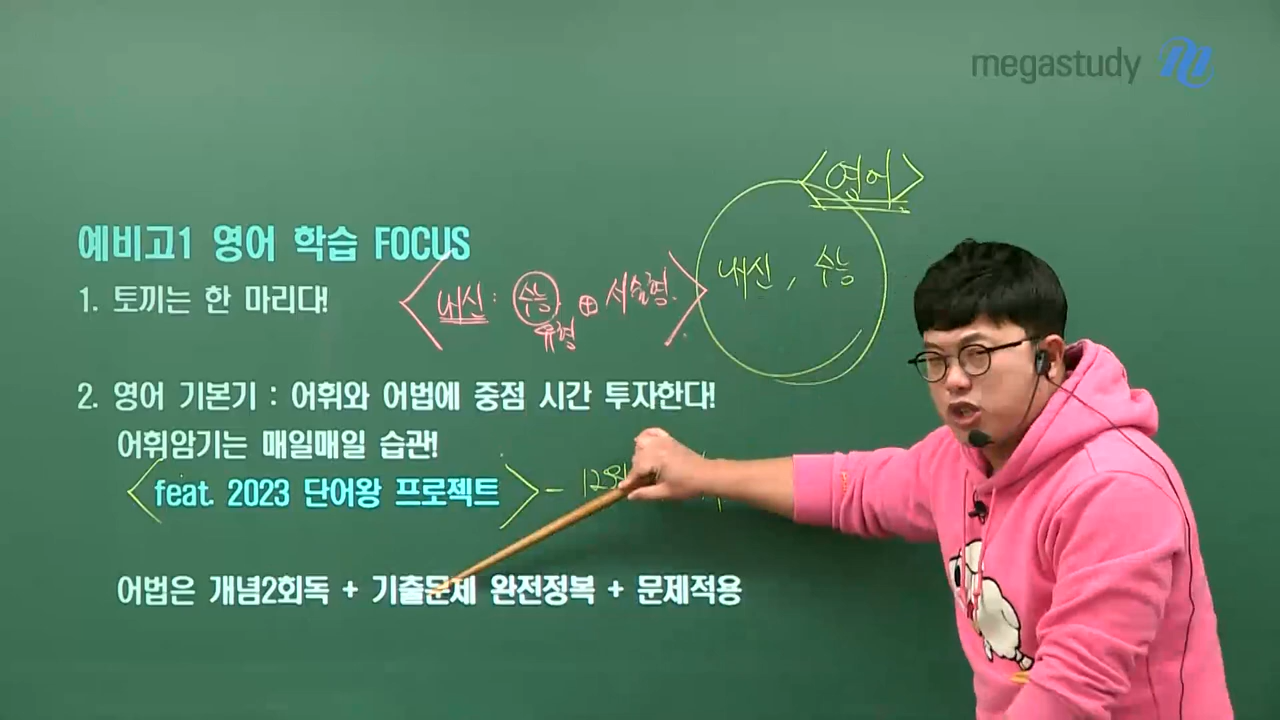 megastudy
<영어>
예비고1 영어 학습 FOCUS
내신, 수능
1. 토끼는 한 마리다!
<내신 : 수능 ⊕ 서술형.>
유형
2. 영어 기본기 : 어휘와 어법에 중점 시간 투자한다!
어휘암기는 매일매일 습관!
<feat. 2023 단어왕 프로젝트> -
어법은 개념2회독 + 기출문제 완전정복 + 문제적용